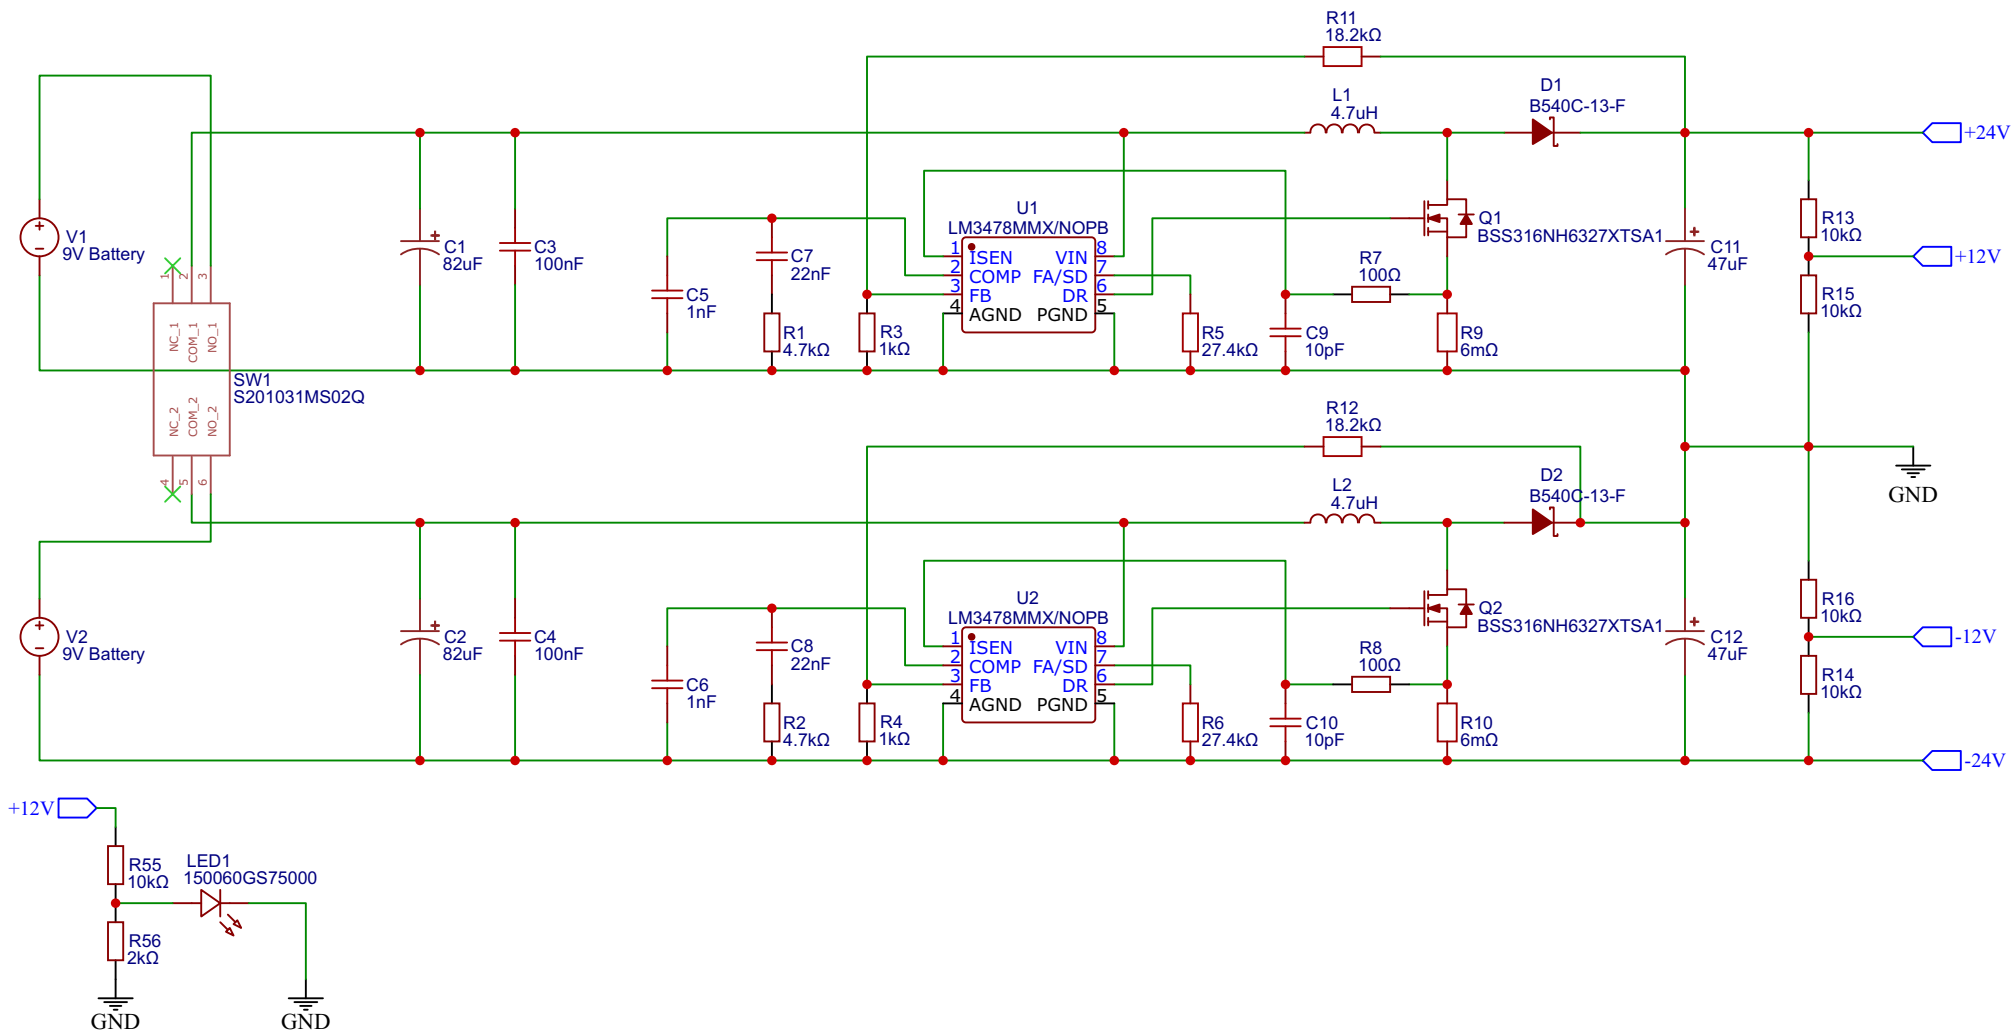 R11
18.2kΩ
L1
4.7uH
D1
B540C-13-F
+24V
V1
9V Battery
C1
82uF
C3
100nF
C5
1nF
C7
22nF
R1
4.7kΩ
R3
1kΩ
U1
LM3478MMX/NOPB
1 ISEN VIN 8
2 COMP FA/SD 7
3 FB DR 6
4 AGND PGND 5
R5
27.4kΩ
C9
10pF
R7
100Ω
Q1
BSS316NH6327XTSA1
R9
6mΩ
C11
47uF
R13
10kΩ
+12V
R15
10kΩ
1 2 3
NC_1 COM_1 NO_1
SW1
S201031MS02Q
NC_2 COM_2 NO_2
4 5 6
R12
18.2kΩ
L2
4.7uH
D2
B540C-13-F
GND
V2
9V Battery
C2
82uF
C4
100nF
C6
1nF
C8
22nF
R2
4.7kΩ
R4
1kΩ
U2
LM3478MMX/NOPB
1 ISEN VIN 8
2 COMP FA/SD 7
3 FB DR 6
4 AGND PGND 5
R6
27.4kΩ
C10
10pF
R8
100Ω
Q2
BSS316NH6327XTSA1
R10
6mΩ
C12
47uF
R16
10kΩ
-12V
R14
10kΩ
-24V
+12V
R55
10kΩ
LED1
150060GS75000
R56
2kΩ
GND
GND